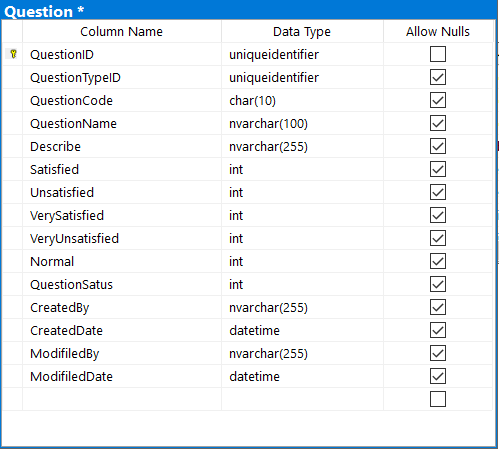 Question *
Column Name Data Type Allow Nulls
QuestionID uniqueidentifier
QuestionTypeID uniqueidentifier
QuestionCode char(10)
QuestionName nvarchar(100)
Describe nvarchar(255)
Satisfied int
Unsatisfied int
VerySatisfied int
VeryUnsatisfied int
Normal int
QuestionSatus int
CreatedBy nvarchar(255)
CreatedDate datetime
ModifiledBy nvarchar(255)
ModifiledDate datetime